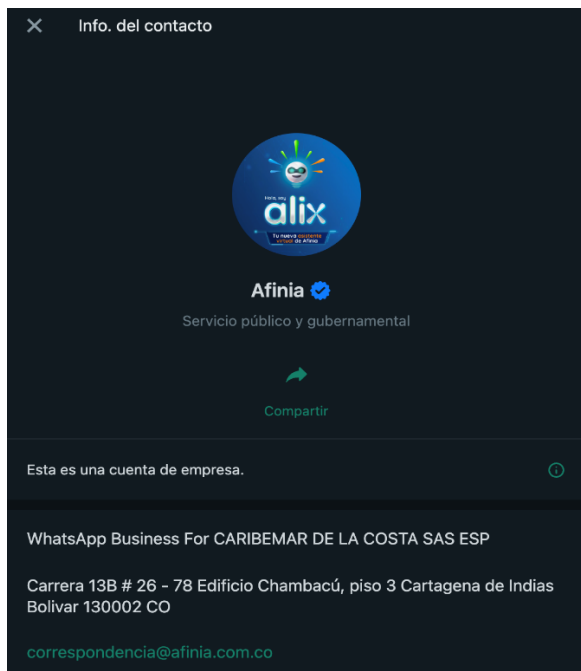 Info. del contacto
Hola, soy
alix
Tu nueva asistente
virtual de Afinia
Afinia
Servicio público y gubernamental
Compartir
Esta es una cuenta de empresa.
WhatsApp Business For CARIBEMAR DE LA COSTA SAS ESP
Carrera 13B # 26 - 78 Edificio Chambacú, piso 3 Cartagena de Indias
Bolivar 130002 CO
correspondencia@afinia.com.co